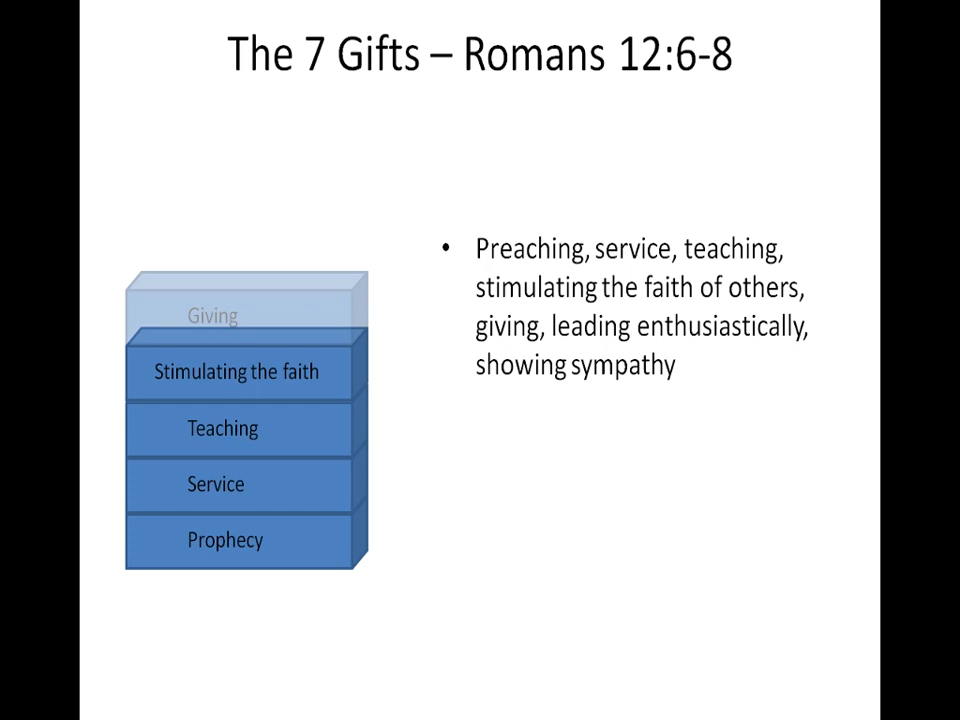 The 7 Gifts – Romans 12:6-8
Giving
Stimulating the faith
Teaching
Service
Prophecy
• Preaching, service, teaching,
stimulating the faith of others,
giving, leading enthusiastically,
showing sympathy